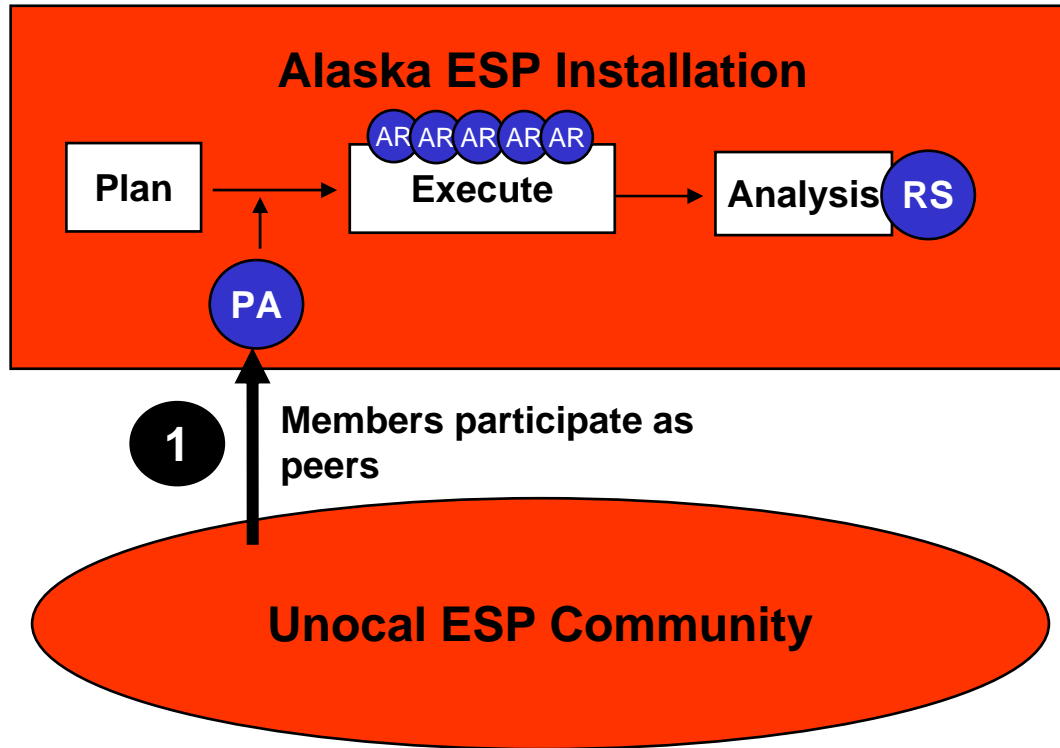 Alaska ESP Installation
AR AR AR AR AR
Plan
Execute
Analysis
RS
PA
1
Members participate as
peers
Unocal ESP Community